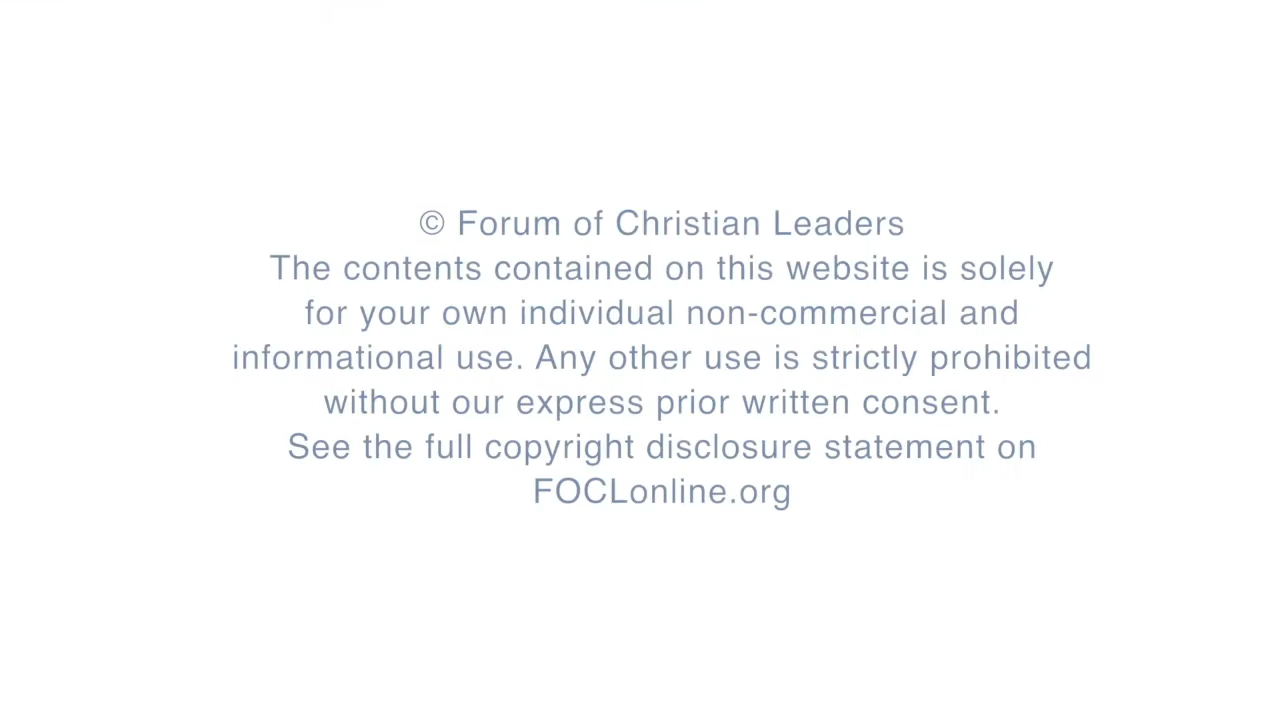 © Forum of Christian Leaders
The contents contained on this website is solely
for your own individual non-commercial and
informational use. Any other use is strictly prohibited
without our express prior written consent.
See the full copyright disclosure statement on
FOCLonline.org